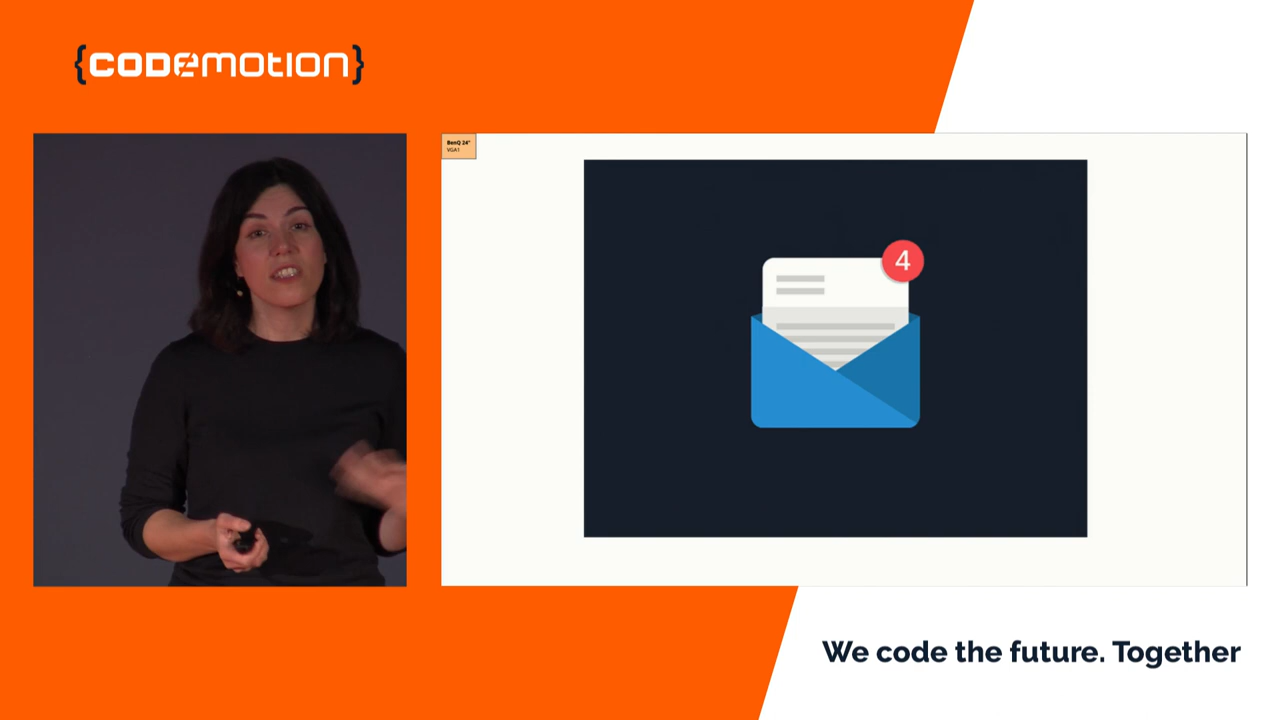 {CODEMOTION}
BenQ 24"
VGA1
4
We code the future. Together